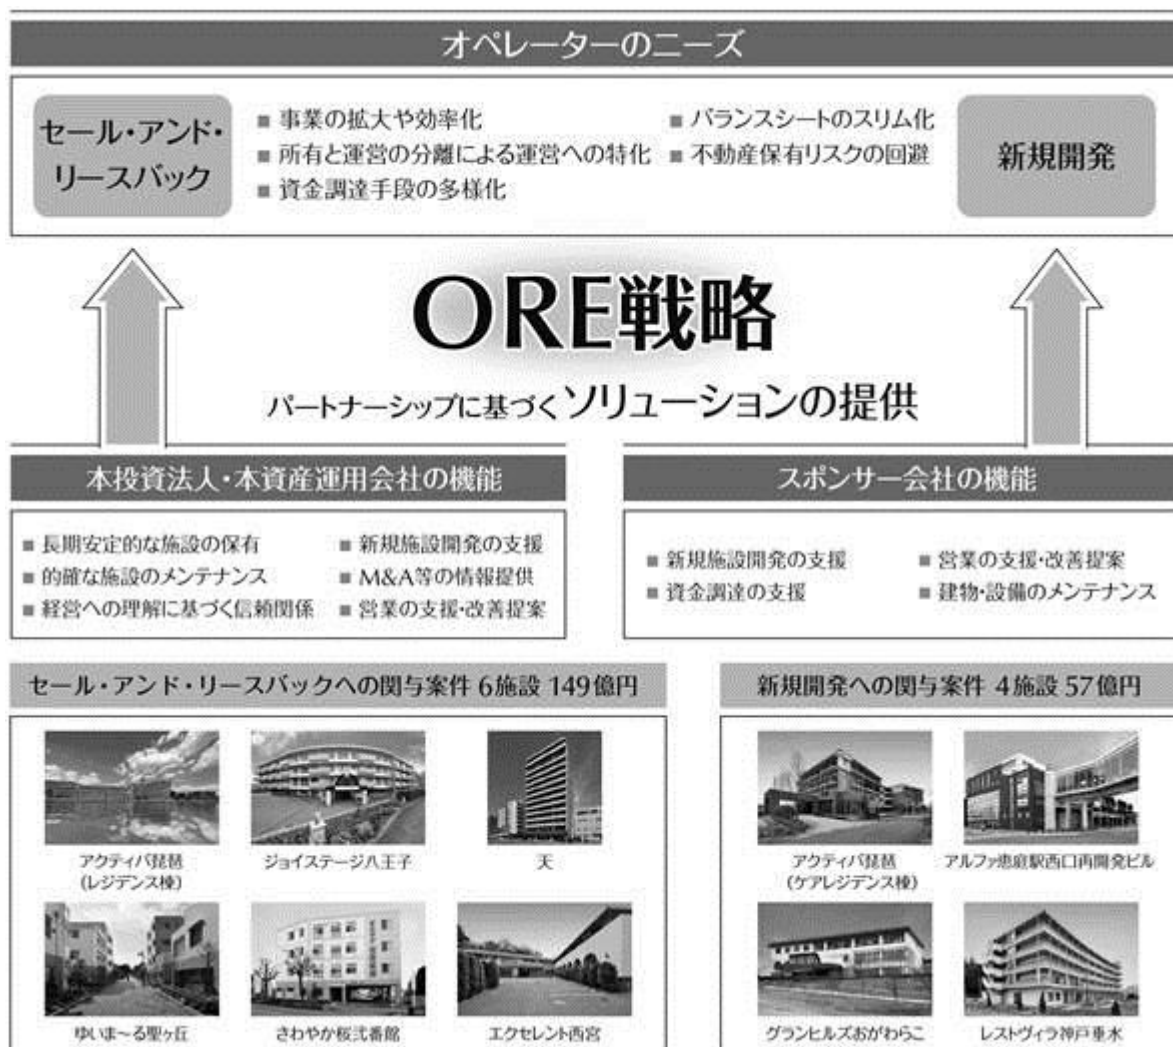 オペレーターのニーズ
セール・アンド・
リースバック
■ 事業の拡大や効率化
■ 所有と運営の分離による運営への特化
■ 資金調達手段の多様化
■ バランスシートのスリム化
■ 不動産保有リスクの回避
新規開発
ORE戦略
パートナーシップに基づくソリューションの提供
本投資法人・本資産運用会社の機能
■ 長期安定的な施設の保有
■ 的確な施設のメンテナンス
■ 経営への理解に基づく信頼関係
■ 新規施設開発の支援
■ M&A等の情報提供
■ 営業の支援・改善提案
スポンサー会社の機能
■ 新規施設開発の支援
■ 資金調達の支援
■ 営業の支援・改善提案
■ 建物・設備のメンテナンス
セール・アンド・リースバックへの関与案件 6施設 149億円
アクティバ琵琶
(レジデンス棟)
ジョイステージ八王子
天
ゆいま～る聖ヶ丘
さわやか桜弐番館
エクセレント西宮
新規開発への関与案件 4施設 57億円
アクティバ琵琶
(ケアレジデンス棟)
アルファ恵庭駅西口再開発ビル
グランヒルズおがわらこ
レストヴィラ神戸垂水